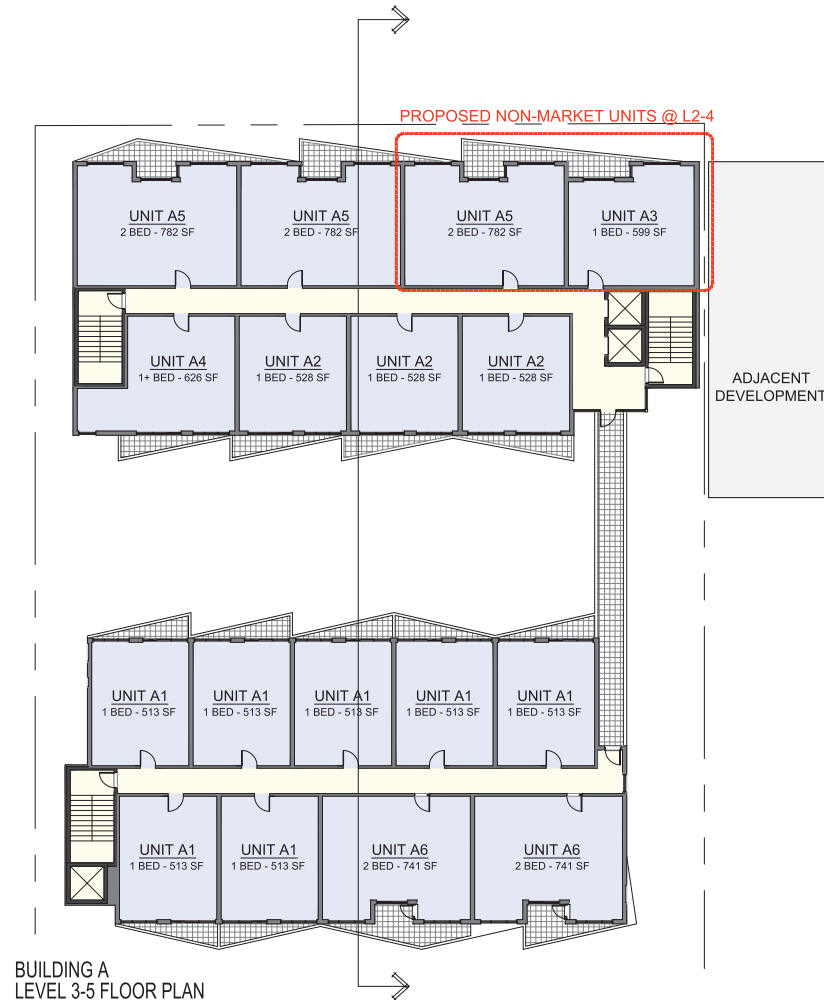 PROPOSED NON-MARKET UNITS @ L2-4
UNIT A5
2 BED - 782 SF
UNIT A5
2 BED - 782 SF
UNIT A5
2 BED - 782 SF
UNIT A3
1 BED - 599 SF
UNIT A4
1+ BED - 626 SF
UNIT A2
1 BED - 528 SF
UNIT A2
1 BED - 528 SF
UNIT A2
1 BED - 528 SF
ADJACENT
DEVELOPMENT
UNIT A1
1 BED - 513 SF
UNIT A1
1 BED - 513 SF
UNIT A1
1 BED - 513 SF
UNIT A1
1 BED - 513 SF
UNIT A1
1 BED - 513 SF
UNIT A1
1 BED - 513 SF
UNIT A1
1 BED - 513 SF
UNIT A6
2 BED - 741 SF
UNIT A6
2 BED - 741 SF
BUILDING A
LEVEL 3-5 FLOOR PLAN